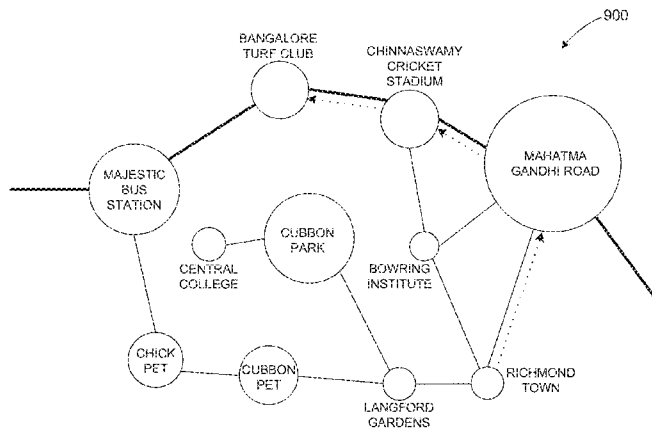 900
BANGALORE
TURF CLUB
CHINNASWAMY
CRICKET
STADIUM
MAHATMA
GANDHI ROAD
MAJESTIC
BUS
STATION
CUBBON
PARK
CENTRAL
COLLEGE
BOWRING
INSTITUTE
CHICK
PET
CUBBON
PET
RICHMOND
TOWN
LANGFORD
GARDENS